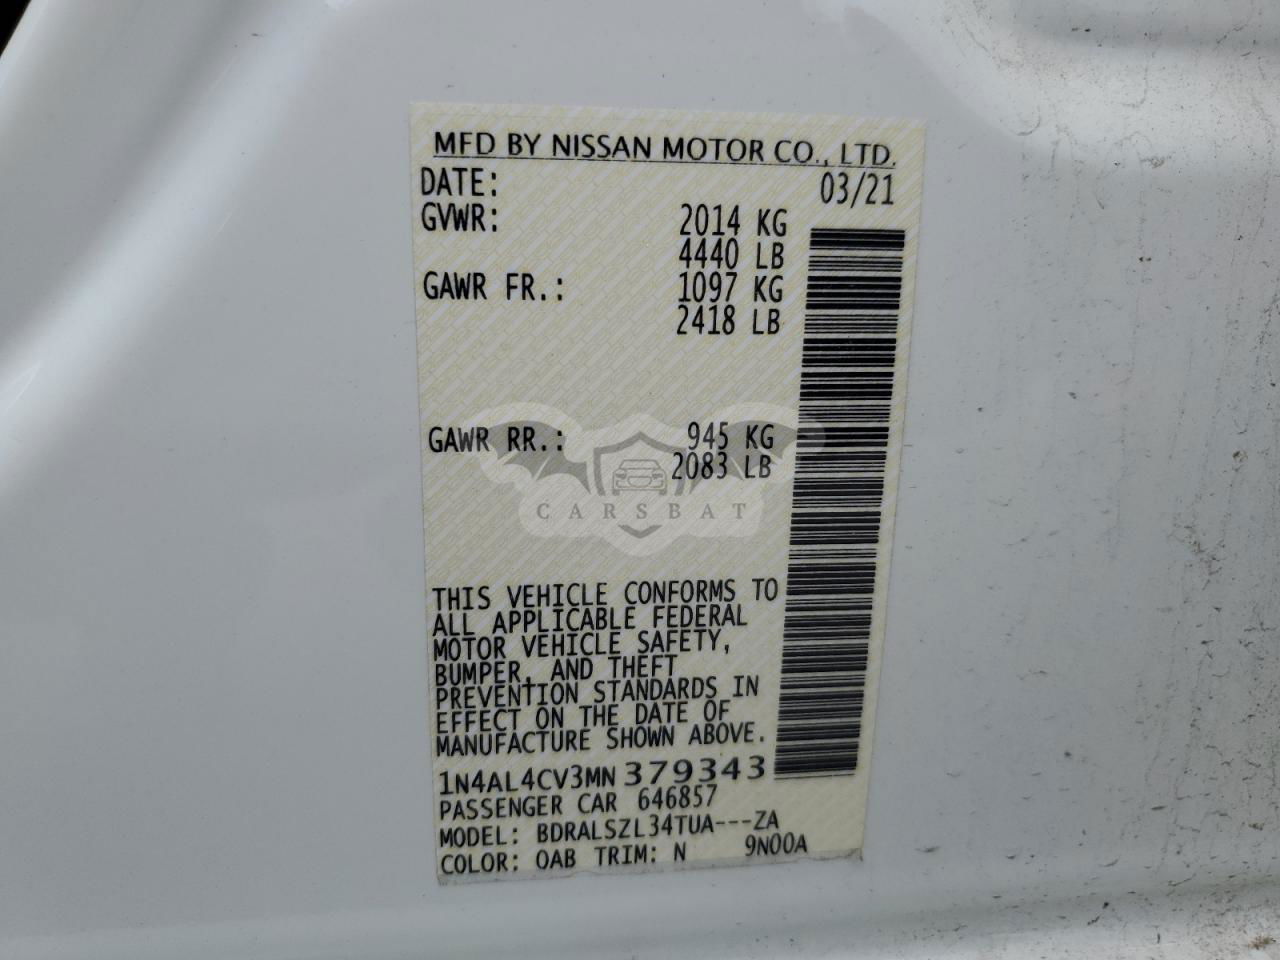 MFD BY NISSAN MOTOR CO., LTD.
DATE: 03/21
GVWR: 2014 KG
4440 LB
GAWR FR.: 1097 KG
2418 LB
GAWR RR.: 945 KG
2083 LB
CARSBAT
THIS VEHICLE CONFORMS TO
ALL APPLICABLE FEDERAL
MOTOR VEHICLE SAFETY,
BUMPER, AND THEFT
PREVENTION STANDARDS IN
EFFECT ON THE DATE OF
MANUFACTURE SHOWN ABOVE.
1N4AL4CV3MN379343
PASSENGER CAR 646857
MODEL: BDRALSZL34TUA---ZA
COLOR: QAB TRIM: N 9N00A